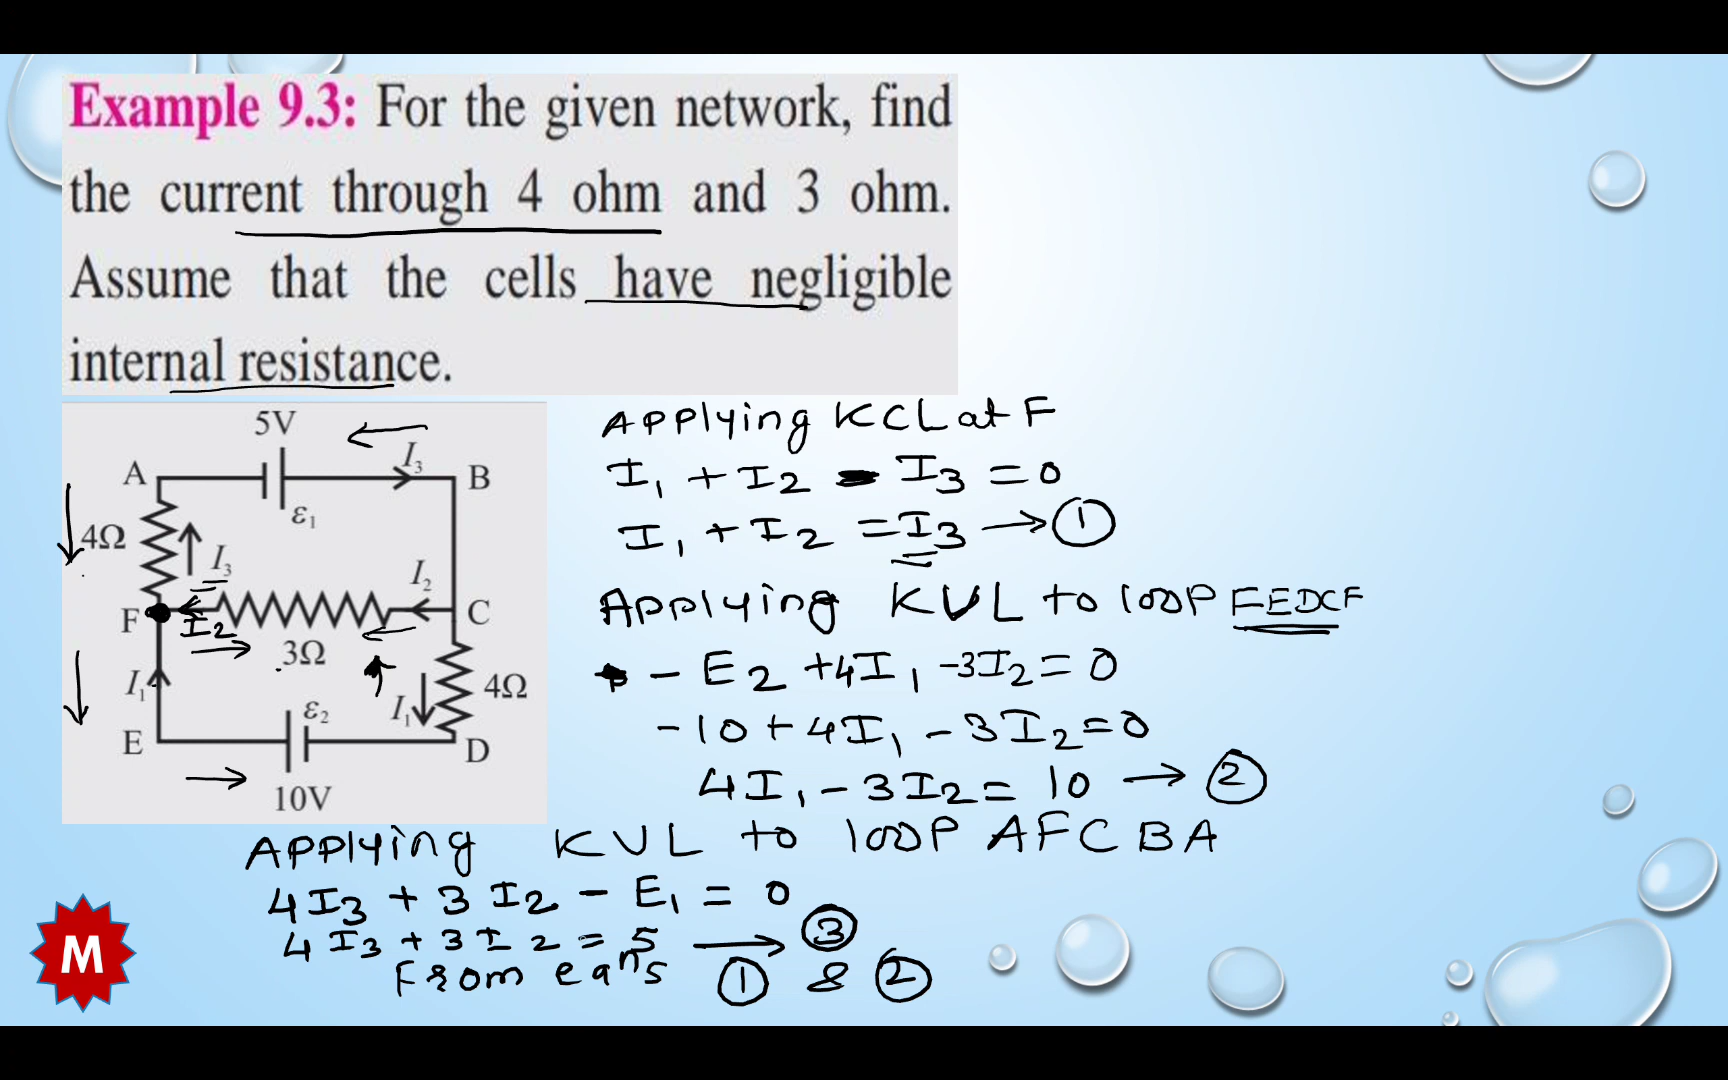 Example 9.3: For the given network, find
the current through 4 ohm and 3 ohm.
Assume that the cells have negligible
internal resistance.
5V
A
I₃
B
ε₁
4Ω
I₃
I₂
F
I₂
C
3Ω
I₁
ε₂
I₁
4Ω
E
D
10V
Applying KCL at F
I₁ + I₂ - I₃ = 0
I₁ + I₂ = I₃ → ①
Applying KVL to loop FEDCF
- E₂ + 4I₁ - 3I₂ = 0
- 10 + 4I₁ - 3I₂ = 0
4I₁ - 3I₂ = 10 → ②
Applying KVL to loop AFCBA
4I₃ + 3I₂ - E₁ = 0
4I₃ + 3I₂ = 5 → ③
From eqⁿs ① & ②
M